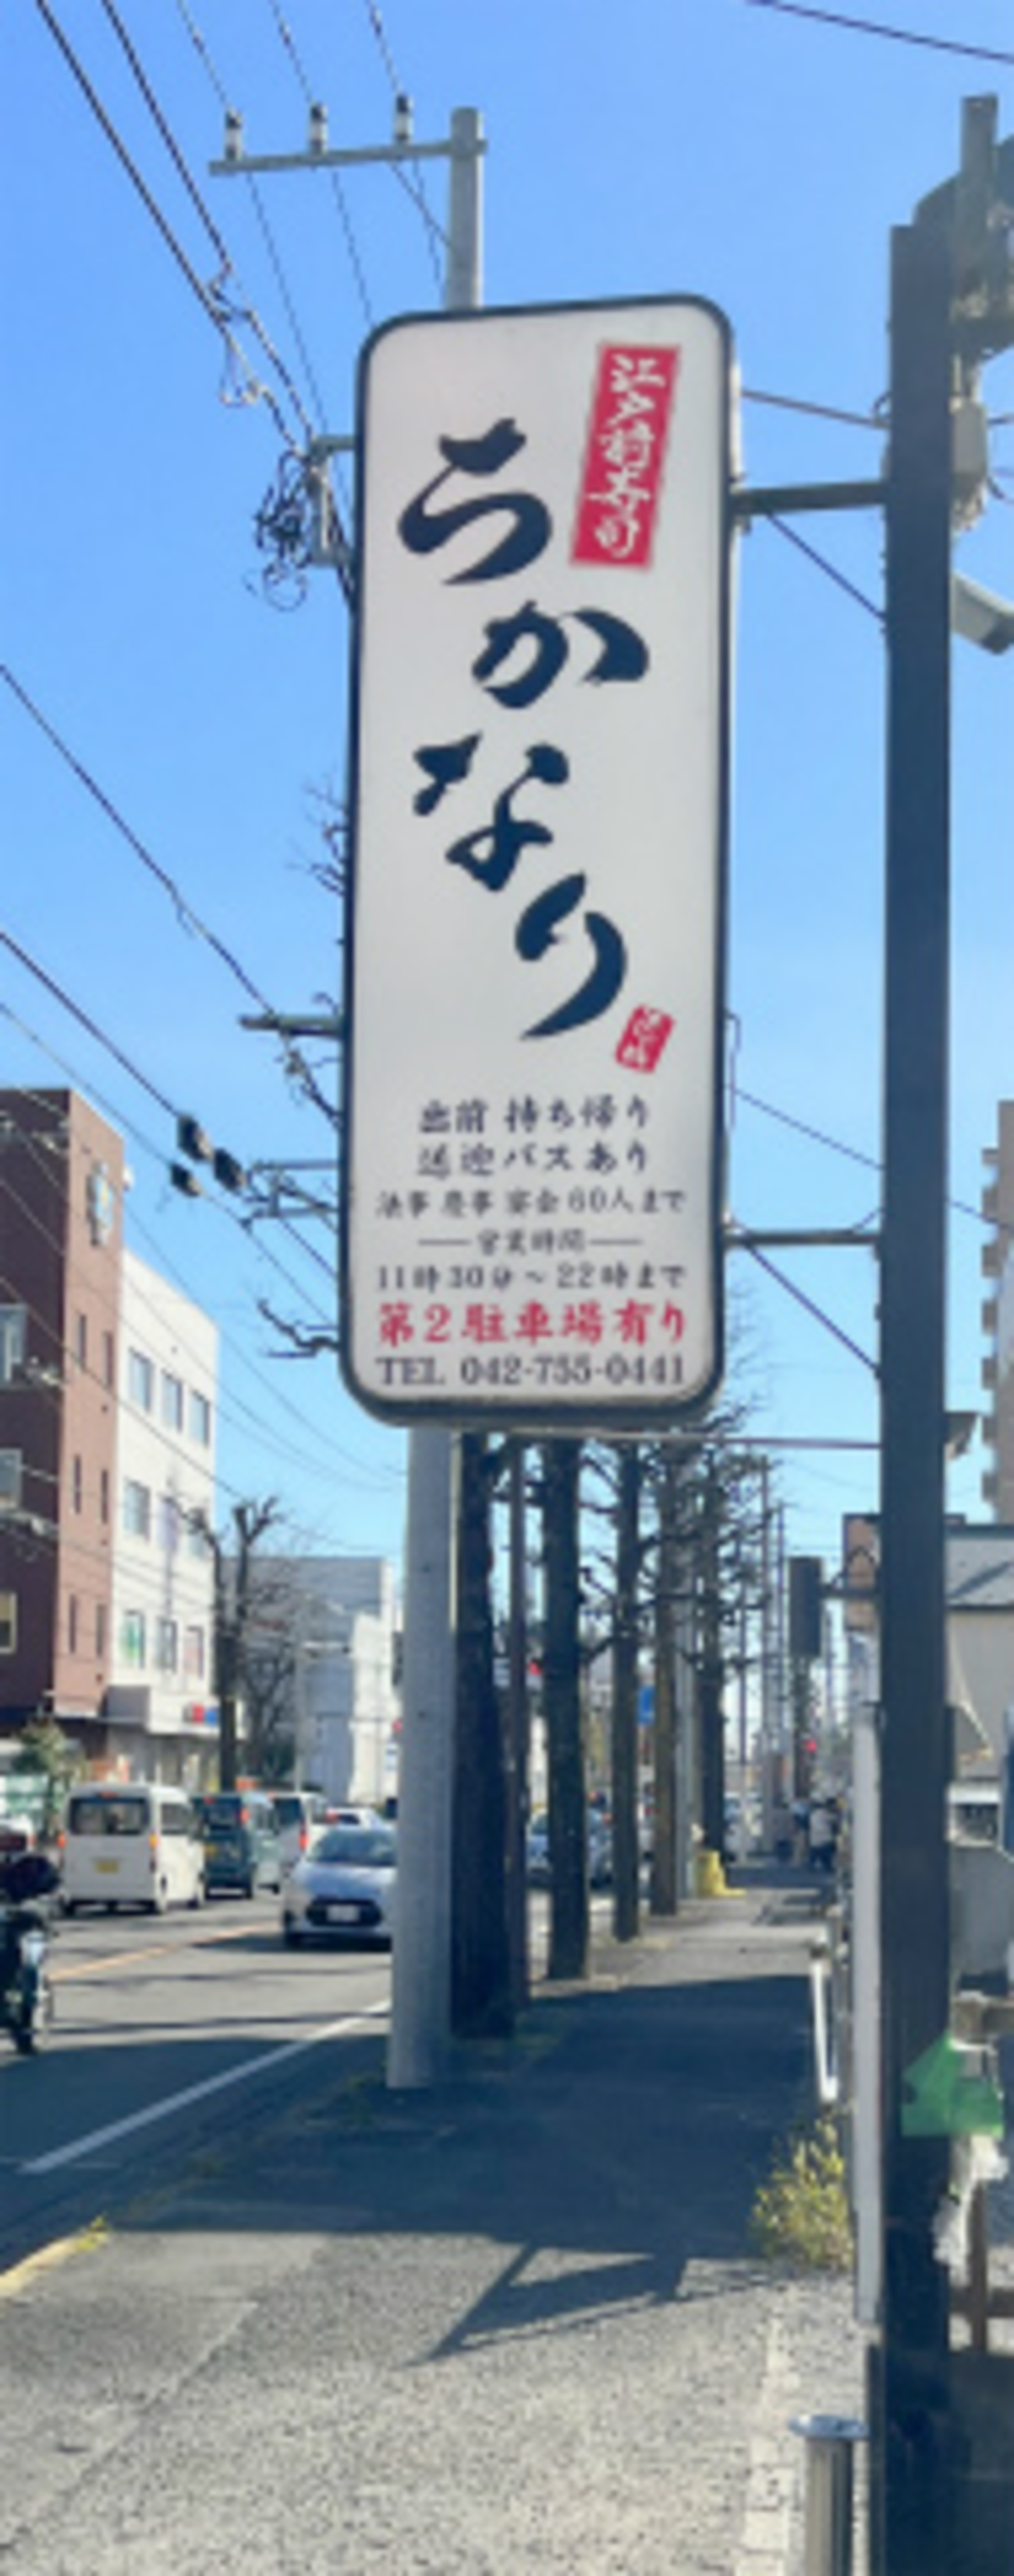 江戸前寿司
ちかなり
出前 持ち帰り
送迎バスあり
法事 慶事 宴会60人まで
営業時間
11時30分～22時まで
第2駐車場有り
TEL 042-755-0441